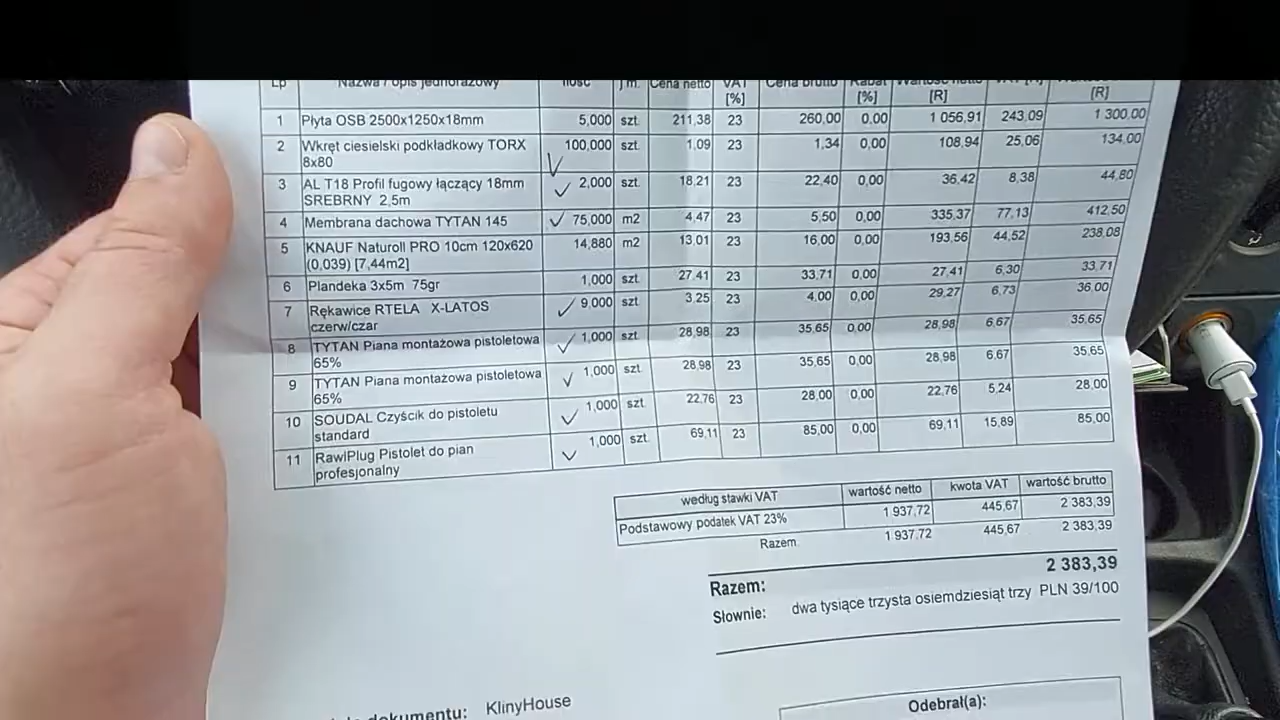 Lp Nazwa / opis jednorazowy Ilość j.m. Cena netto VAT Cena brutto Rabat Wartość netto VAT [R]
[%] [%] [R] [R]
1 Płyta OSB 2500x1250x18mm 5,000 szt. 211,38 23 260,00 0,00 1 056,91 243,09 1 300,00
2 Wkręt ciesielski podkładkowy TORX 100,000 szt. 1,09 23 1,34 0,00 108,94 25,06 134,00
8x80
3 AL T18 Profil fugowy łączący 18mm 2,000 szt. 18,21 23 22,40 0,00 36,42 8,38 44,80
SREBRNY 2,5m
4 Membrana dachowa TYTAN 145 75,000 m2 4,47 23 5,50 0,00 335,37 77,13 412,50
5 KNAUF Naturoll PRO 10cm 120x620 14,880 m2 13,01 23 16,00 0,00 193,56 44,52 238,08
(0,039) [7,44m2]
6 Plandeka 3x5m 75gr 1,000 szt. 27,41 23 33,71 0,00 27,41 6,30 33,71
7 Rękawice RTELA X-LATOS 9,000 szt. 3,25 23 4,00 0,00 29,27 6,73 36,00
czerw/czar
8 TYTAN Piana montażowa pistoletowa 1,000 szt. 28,98 23 35,65 0,00 28,98 6,67 35,65
65%
9 TYTAN Piana montażowa pistoletowa 1,000 szt. 28,98 23 35,65 0,00 28,98 6,67 35,65
65%
10 SOUDAL Czyścik do pistoletu 1,000 szt. 22,76 23 28,00 0,00 22,76 5,24 28,00
standard
11 RawlPlug Pistolet do pian 1,000 szt. 69,11 23 85,00 0,00 69,11 15,89 85,00
profesjonalny
według stawki VAT wartość netto kwota VAT wartość brutto
Podstawowy podatek VAT 23% 1 937,72 445,67 2 383,39
Razem 1 937,72 445,67 2 383,39
Razem: 2 383,39
Słownie: dwa tysiące trzysta osiemdziesiąt trzy PLN 39/100
dokumentu: KlinyHouse
Odebrał(a):